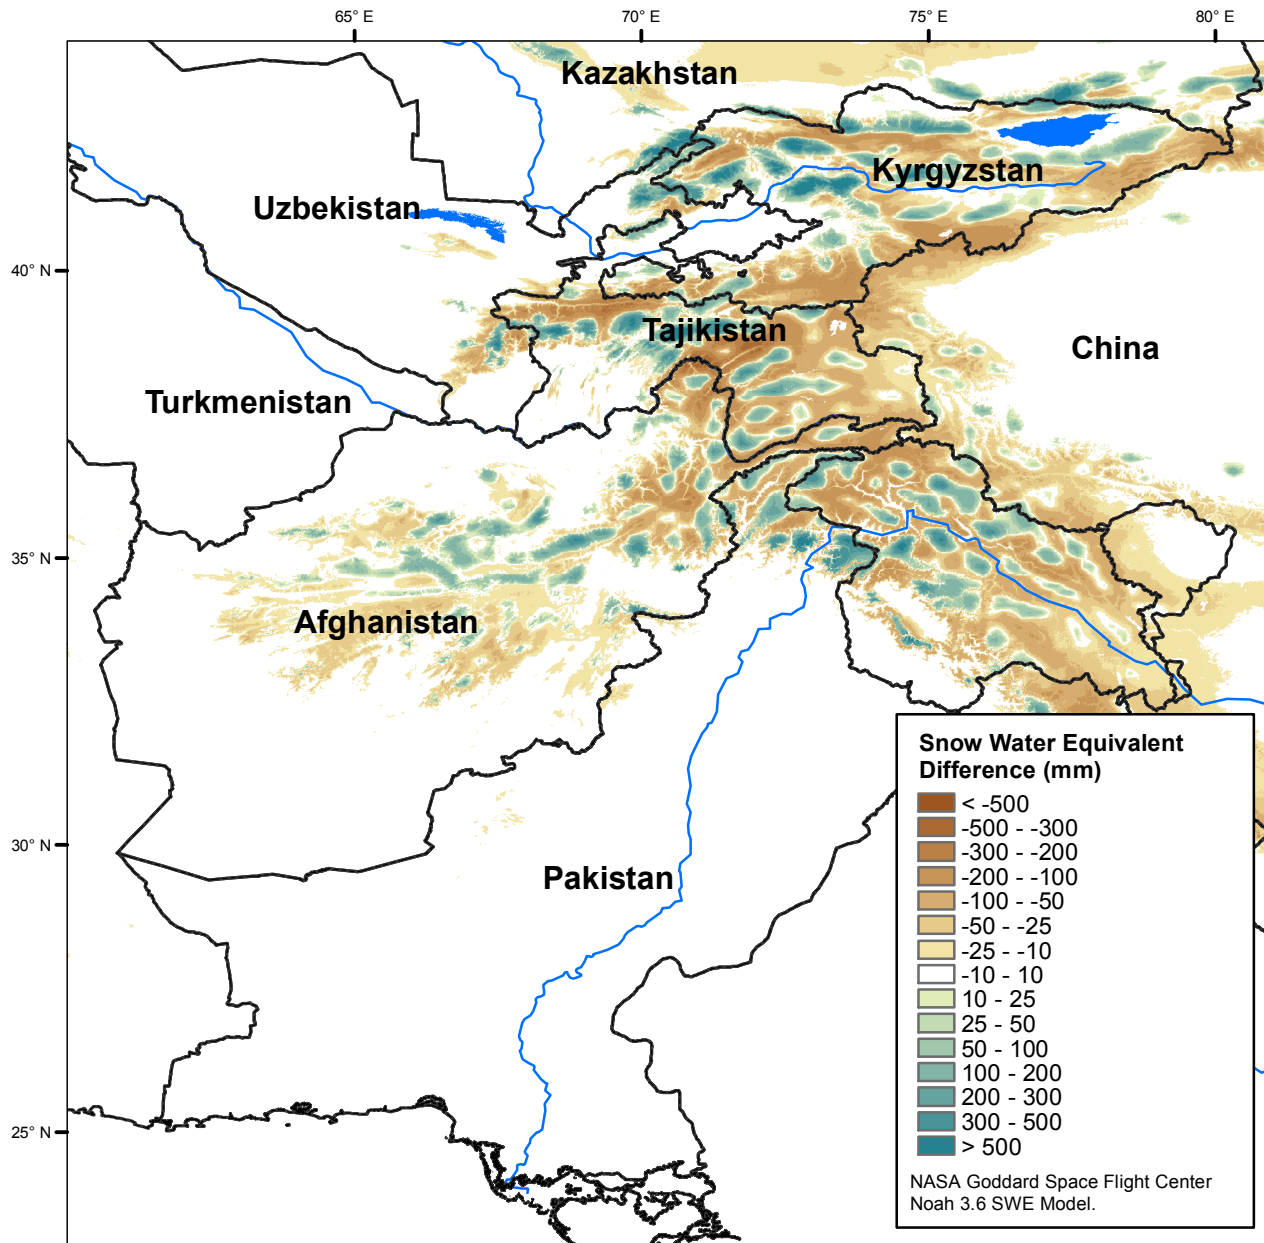 65° E
70° E
75° E
80° E
Kazakhstan
Kyrgyzstan
Uzbekistan
40° N
Tajikistan
China
Turkmenistan
35° N
Afghanistan
Snow Water Equivalent
Difference (mm)
< -500
-500 - -300
-300 - -200
-200 - -100
-100 - -50
-50 - -25
-25 - -10
-10 - 10
10 - 25
25 - 50
50 - 100
100 - 200
200 - 300
300 - 500
> 500
NASA Goddard Space Flight Center
Noah 3.6 SWE Model.
30° N
Pakistan
25° N